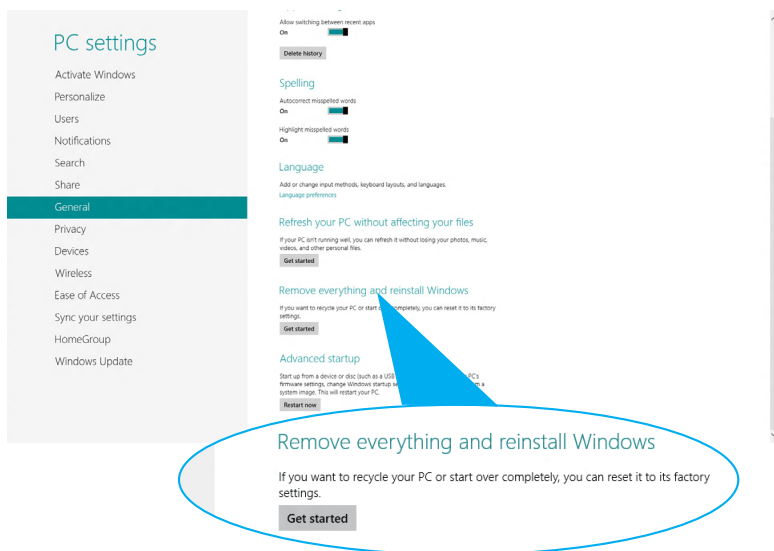 PC settings
Activate Windows
Personalize
Users
Notifications
Search
Share
General
Privacy
Devices
Wireless
Ease of Access
Sync your settings
HomeGroup
Windows Update
Allow switching between recent apps
On
Delete history
Spelling
Autocorrect misspelled words
On
Highlight misspelled words
On
Language
Add or change input methods, keyboard layouts, and languages.
Language preferences
Refresh your PC without affecting your files
If your PC isn't running well, you can refresh it without losing your photos, music,
videos, and other personal files.
Get started
Remove everything and reinstall Windows
If you want to recycle your PC or start over completely, you can reset it to its factory
settings.
Get started
Advanced startup
Start up from a device or disc (such as a USB PC's
firmware settings, change Windows startup a
system image. This will restart your PC.
Restart now
Remove everything and reinstall Windows
If you want to recycle your PC or start over completely, you can reset it to its factory
settings.
Get started